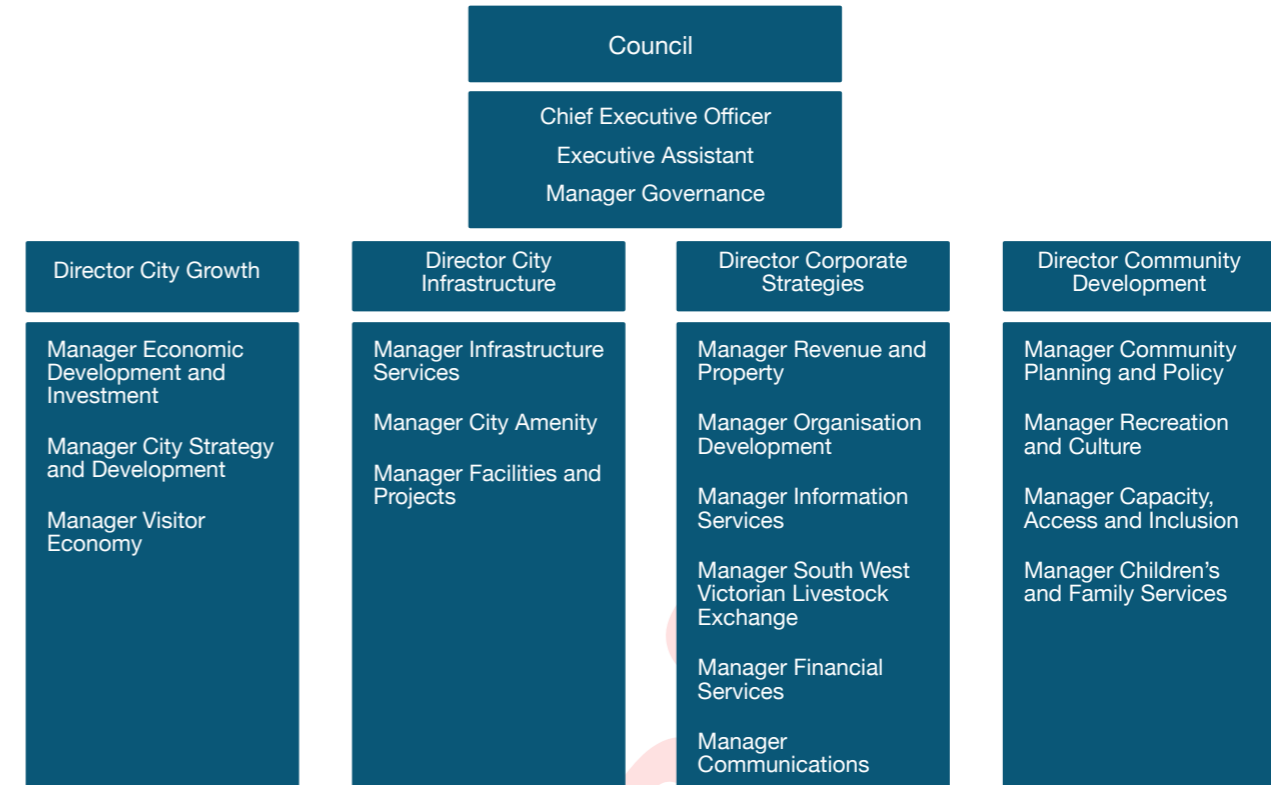 Council
Chief Executive Officer
Executive Assistant
Manager Governance
Director City Growth
Manager Economic
Development and
Investment
Manager City Strategy
and Development
Manager Visitor
Economy
Director City
Infrastructure
Manager Infrastructure
Services
Manager City Amenity
Manager Facilities and
Projects
Director Corporate
Strategies
Manager Revenue and
Property
Manager Organisation
Development
Manager Information
Services
Manager South West
Victorian Livestock
Exchange
Manager Financial
Services
Manager
Communications
Director Community
Development
Manager Community
Planning and Policy
Manager Recreation
and Culture
Manager Capacity,
Access and Inclusion
Manager Children’s
and Family Services